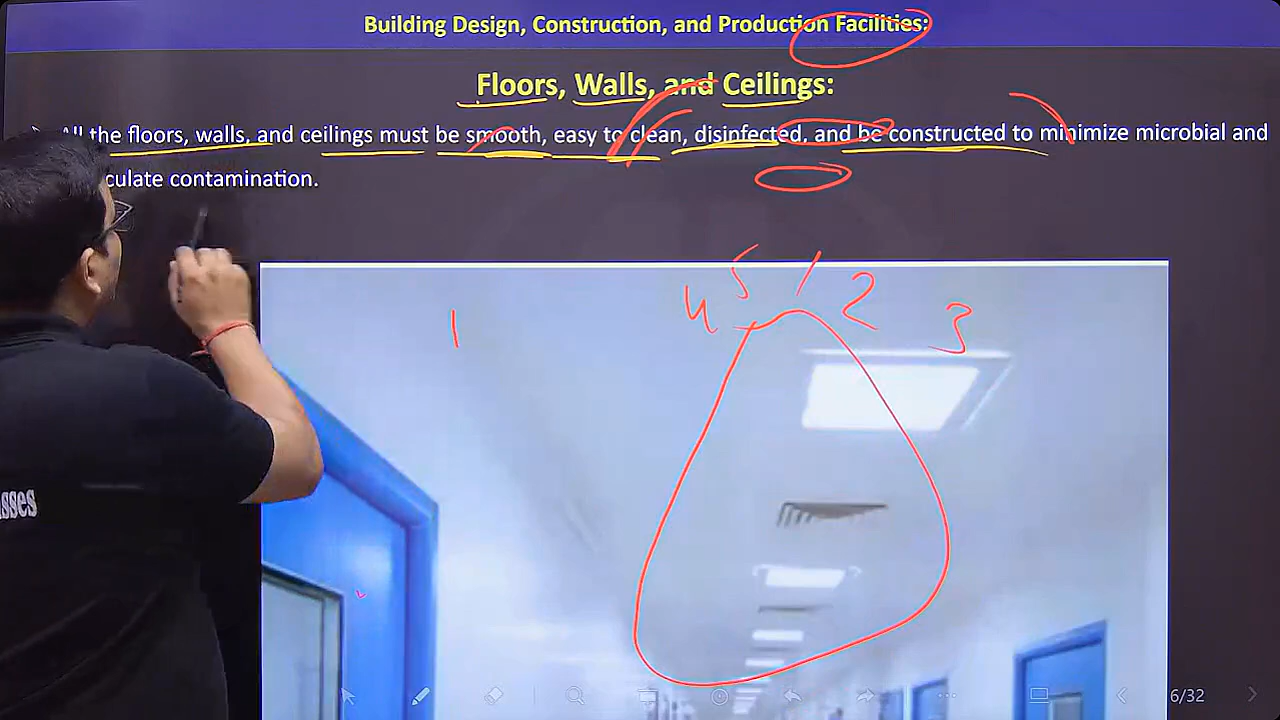 Building Design, Construction, and Production Facilities:
Floors, Walls, and Ceilings:
the floors, walls, and ceilings must be smooth, easy to clean, disinfected, and be constructed to minimize microbial and
contamination.
5 1 2
4 3
1
6/32